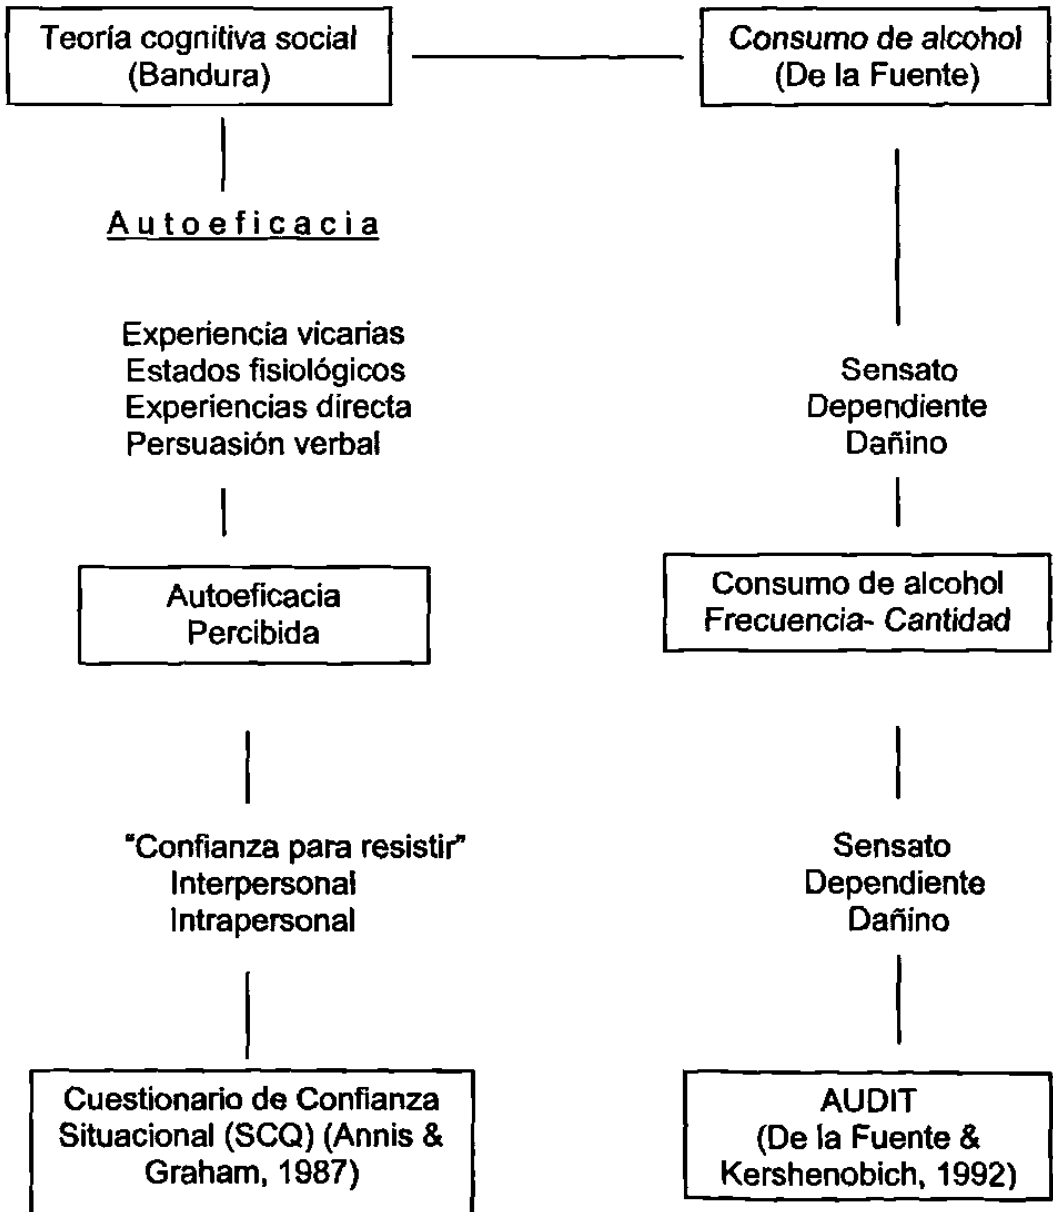 Teoría cognitiva social
(Bandura)
Autoeficacia
Experiencia vicarias
Estados fisiológicos
Experiencias directa
Persuasión verbal
Autoeficacia
Percibida
"Confianza para resistir"
Interpersonal
Intrapersonal
Cuestionario de Confianza
Situacional (SCQ) (Annis &
Graham, 1987)
Consumo de alcohol
(De la Fuente)
Sensato
Dependiente
Dañino
Consumo de alcohol
Frecuencia- Cantidad
Sensato
Dependiente
Dañino
AUDIT
(De la Fuente &
Kershenobich, 1992)